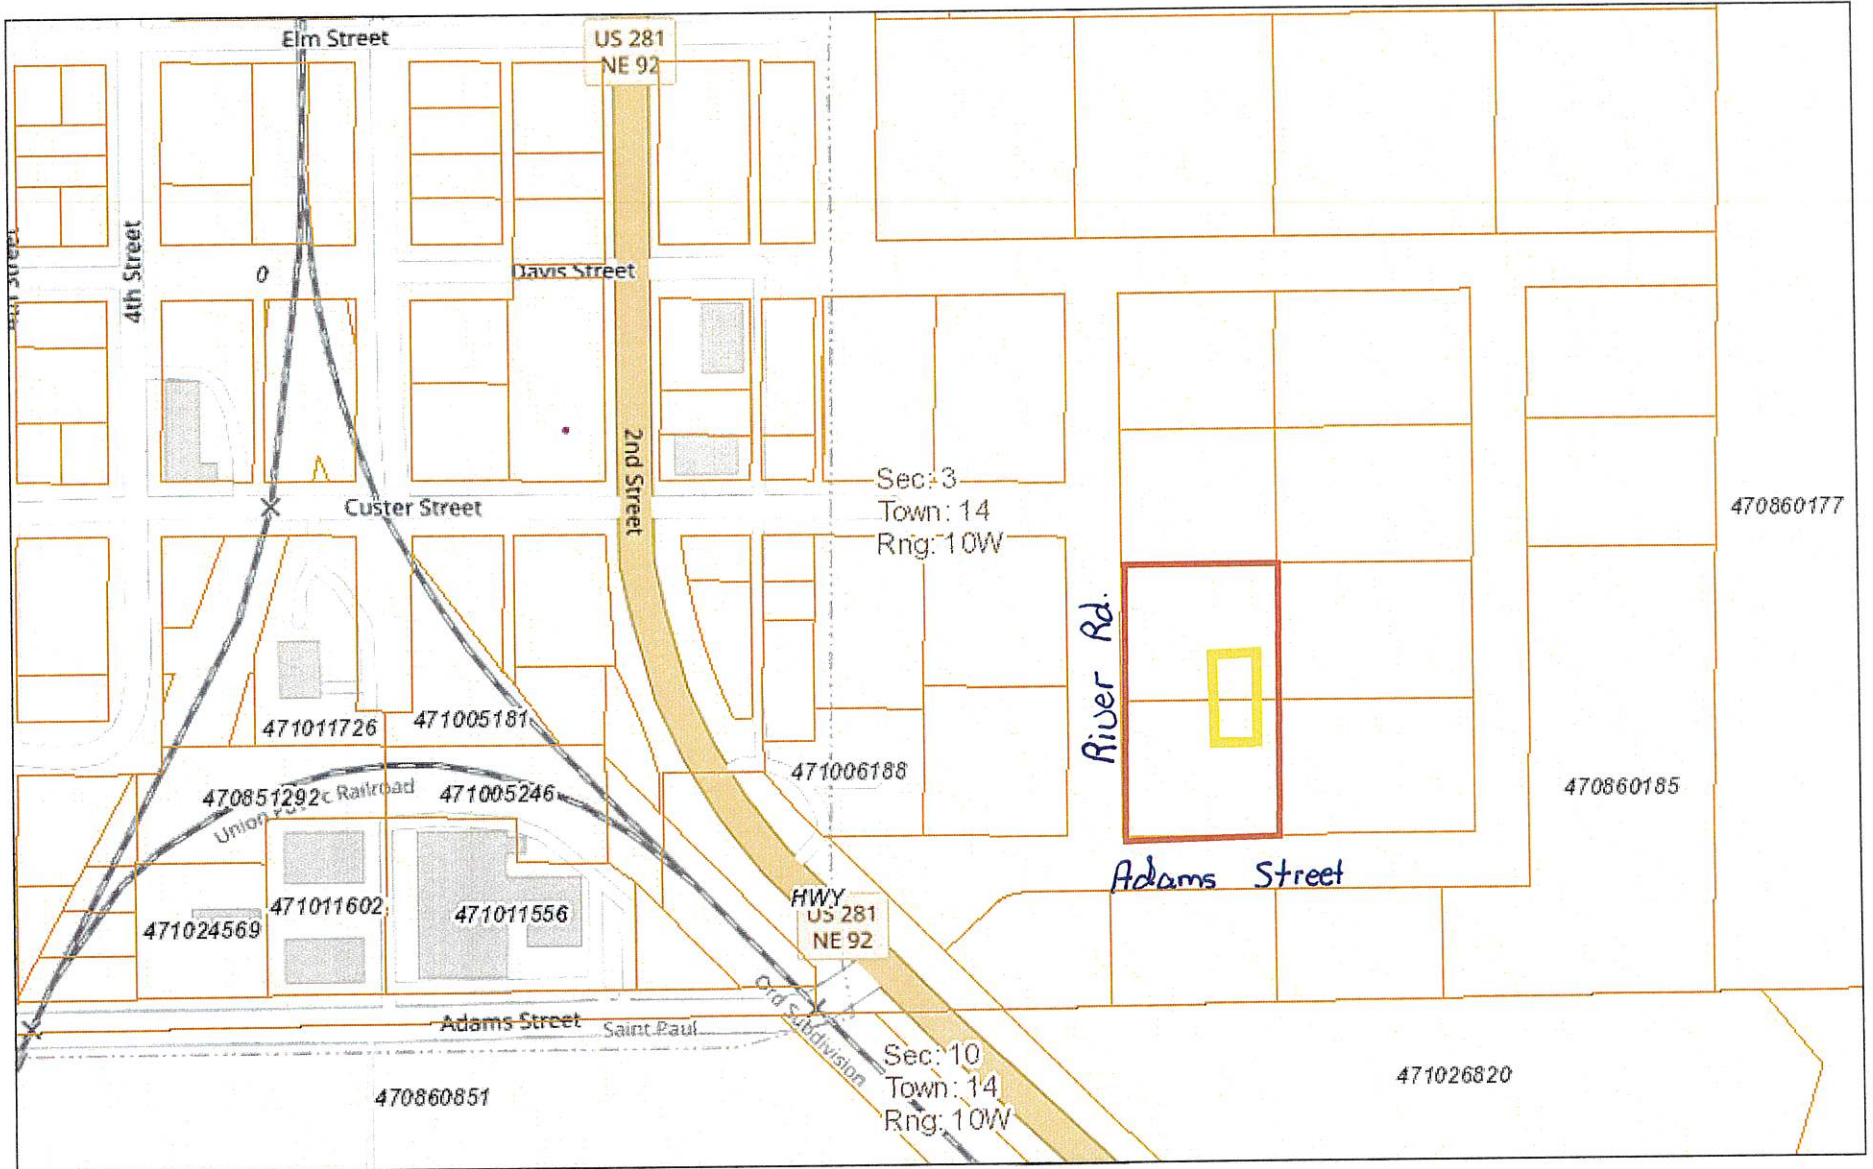 Elm Street
US 281
NE 92
4th Street
0
Davis Street
2nd Street
Custer Street
Sec: 3
Town: 14
Rng: 10W
470860177
River Rd.
471011726
471005181
471006188
470860185
470851292
Union
c Railroad
471005246
Adams Street
471024569
471011602
471011556
HWY
US 281
NE 92
Adams Street
Saint Paul
Ord Subdivision
Sec: 10
Town: 14
Rng: 10W
470860851
471026820